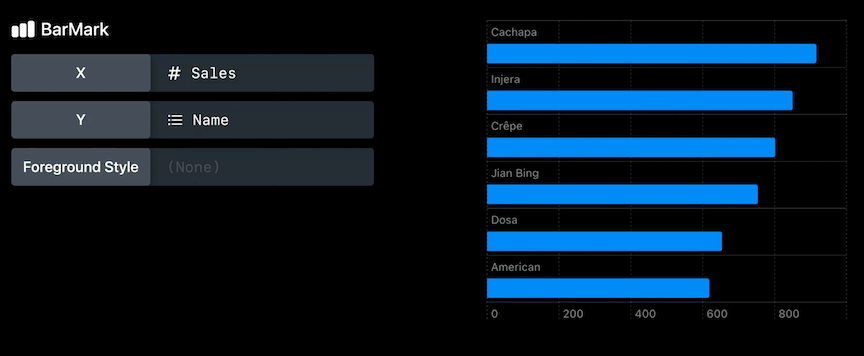 BarMark
X # Sales
Y Name
Foreground Style (None)
Cachapa
Injera
Crêpe
Jian Bing
Dosa
American
0 200 400 600 800